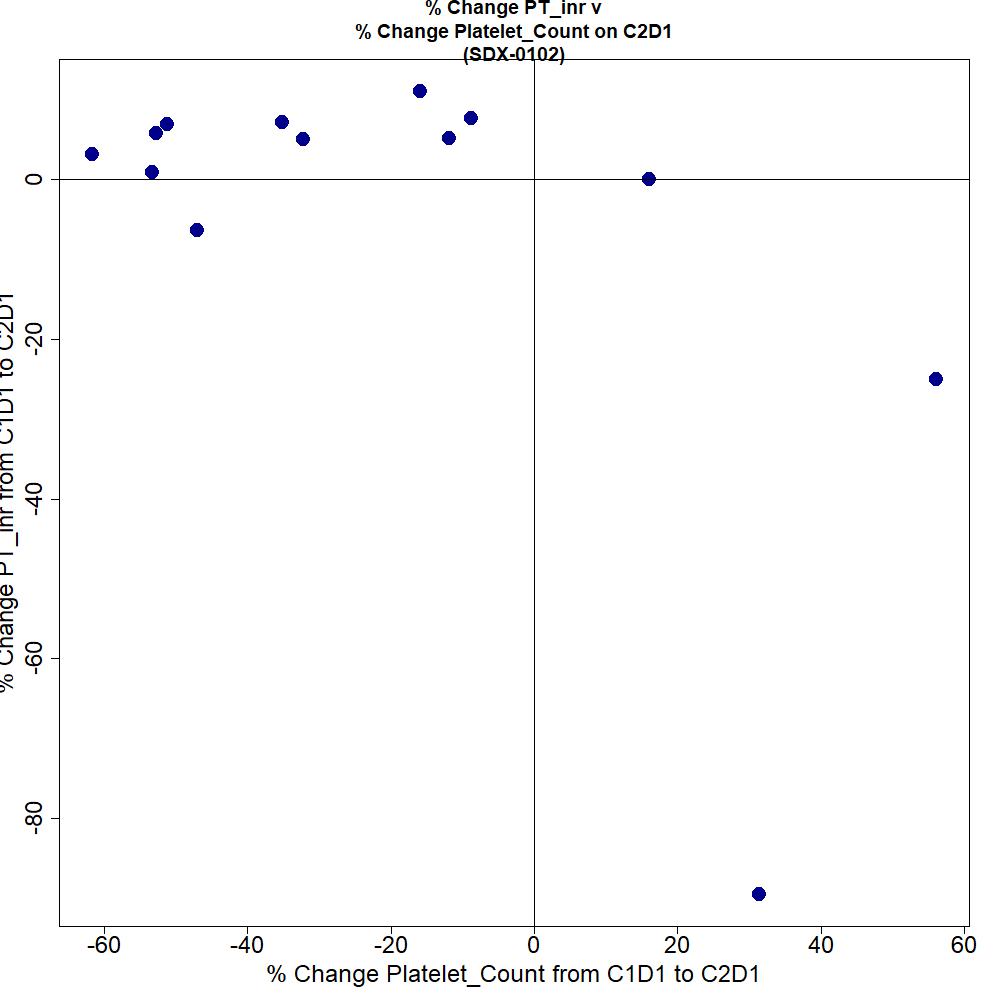 % Change PT_inr v
% Change Platelet_Count on C2D1
(SDX-0102)
% Change PT_inr from C1D1 to C2D1
0
-20
-40
-60
-80
-60
-40
-20
0
20
40
60
% Change Platelet_Count from C1D1 to C2D1